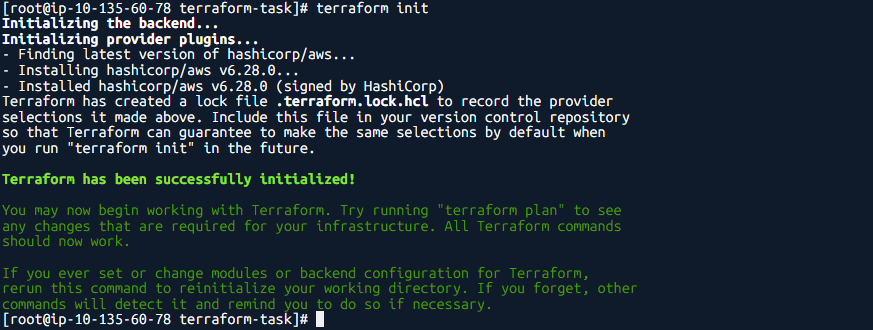 [root@ip-10-135-60-78 terraform-task]# terraform init
Initializing the backend...
Initializing provider plugins...
- Finding latest version of hashicorp/aws...
- Installing hashicorp/aws v6.28.0...
- Installed hashicorp/aws v6.28.0 (signed by HashiCorp)
Terraform has created a lock file .terraform.lock.hcl to record the provider
selections it made above. Include this file in your version control repository
so that Terraform can guarantee to make the same selections by default when
you run "terraform init" in the future.
Terraform has been successfully initialized!
You may now begin working with Terraform. Try running "terraform plan" to see
any changes that are required for your infrastructure. All Terraform commands
should now work.
If you ever set or change modules or backend configuration for Terraform,
rerun this command to reinitialize your working directory. If you forget, other
commands will detect it and remind you to do so if necessary.
[root@ip-10-135-60-78 terraform-task]#